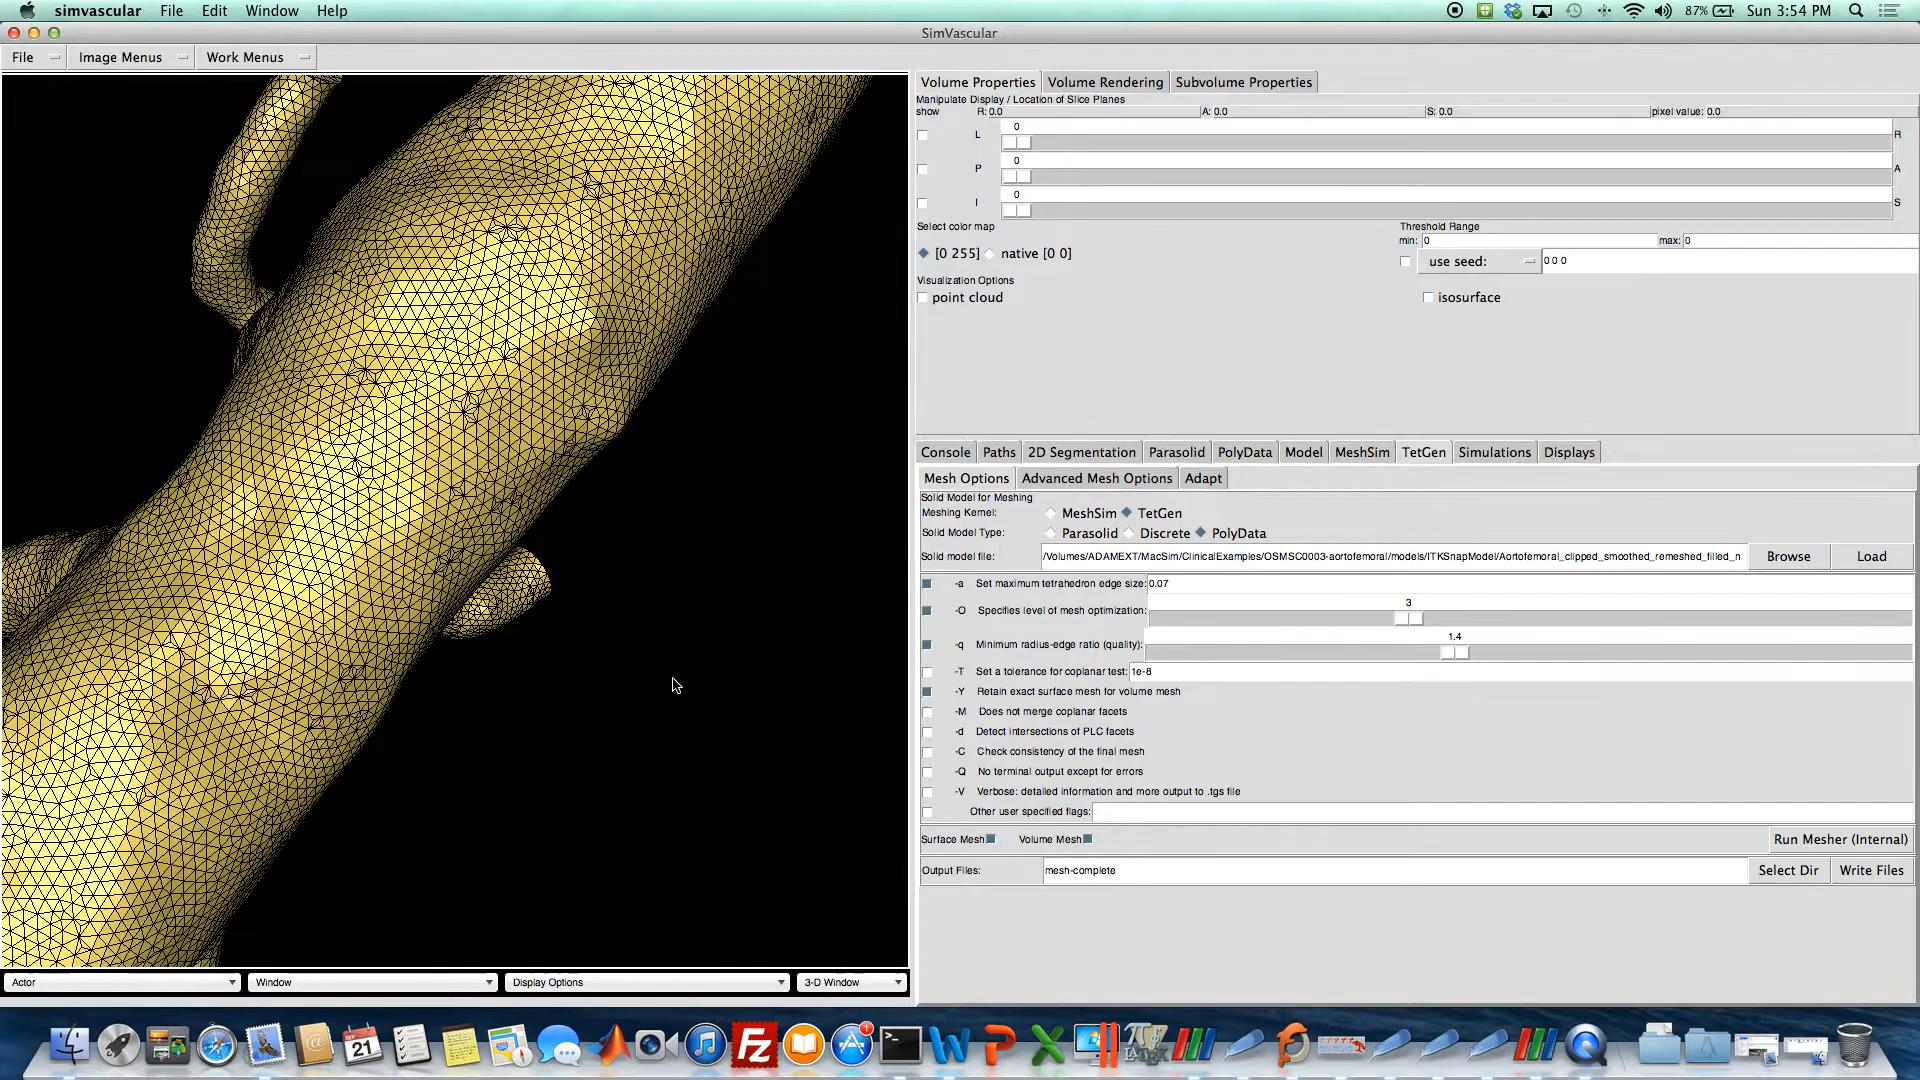 simvascular File Edit Window Help 87% Sun 3:54 PM
SimVascular
File Image Menus Work Menus
Volume Properties Volume Rendering Subvolume Properties
Manipulate Display / Location of Slice Planes
show R: 0.0 A: 0.0 S: 0.0 pixel value: 0.0
0
L R
0
P A
0
I S
Select color map Threshold Range
min: 0 max: 0
[0 255] native [0 0] use seed: 0 0 0
Visualization Options
point cloud isosurface
Console Paths 2D Segmentation Parasolid PolyData Model MeshSim TetGen Simulations Displays
Mesh Options Advanced Mesh Options Adapt
Solid Model for Meshing
Meshing Kernel: MeshSim TetGen
Solid Model Type: Parasolid Discrete PolyData
Solid model file: /Volumes/ADAMEXT/MacSim/ClinicalExamples/OSMSC0003-aortofemoral/models/ITKSnapModel/Aortofemoral_clipped_smoothed_remeshed_filled_n Browse Load
-a Set maximum tetrahedron edge size: 0.07
3
-O Specifies level of mesh optimization:
1.4
-q Minimum radius-edge ratio (quality):
-T Set a tolerance for coplanar test: 1e-8
-Y Retain exact surface mesh for volume mesh
-M Does not merge coplanar facets
-d Detect intersections of PLC facets
-C Check consistency of the final mesh
-Q No terminal output except for errors
-V Verbose: detailed information and more output to .tgs file
Other user specified flags:
Surface Mesh Volume Mesh Run Mesher (Internal)
Output Files: mesh-complete Select Dir Write Files
Actor Window Display Options 3-D Window
SEP
21
Fz
1
W P X
LATEX